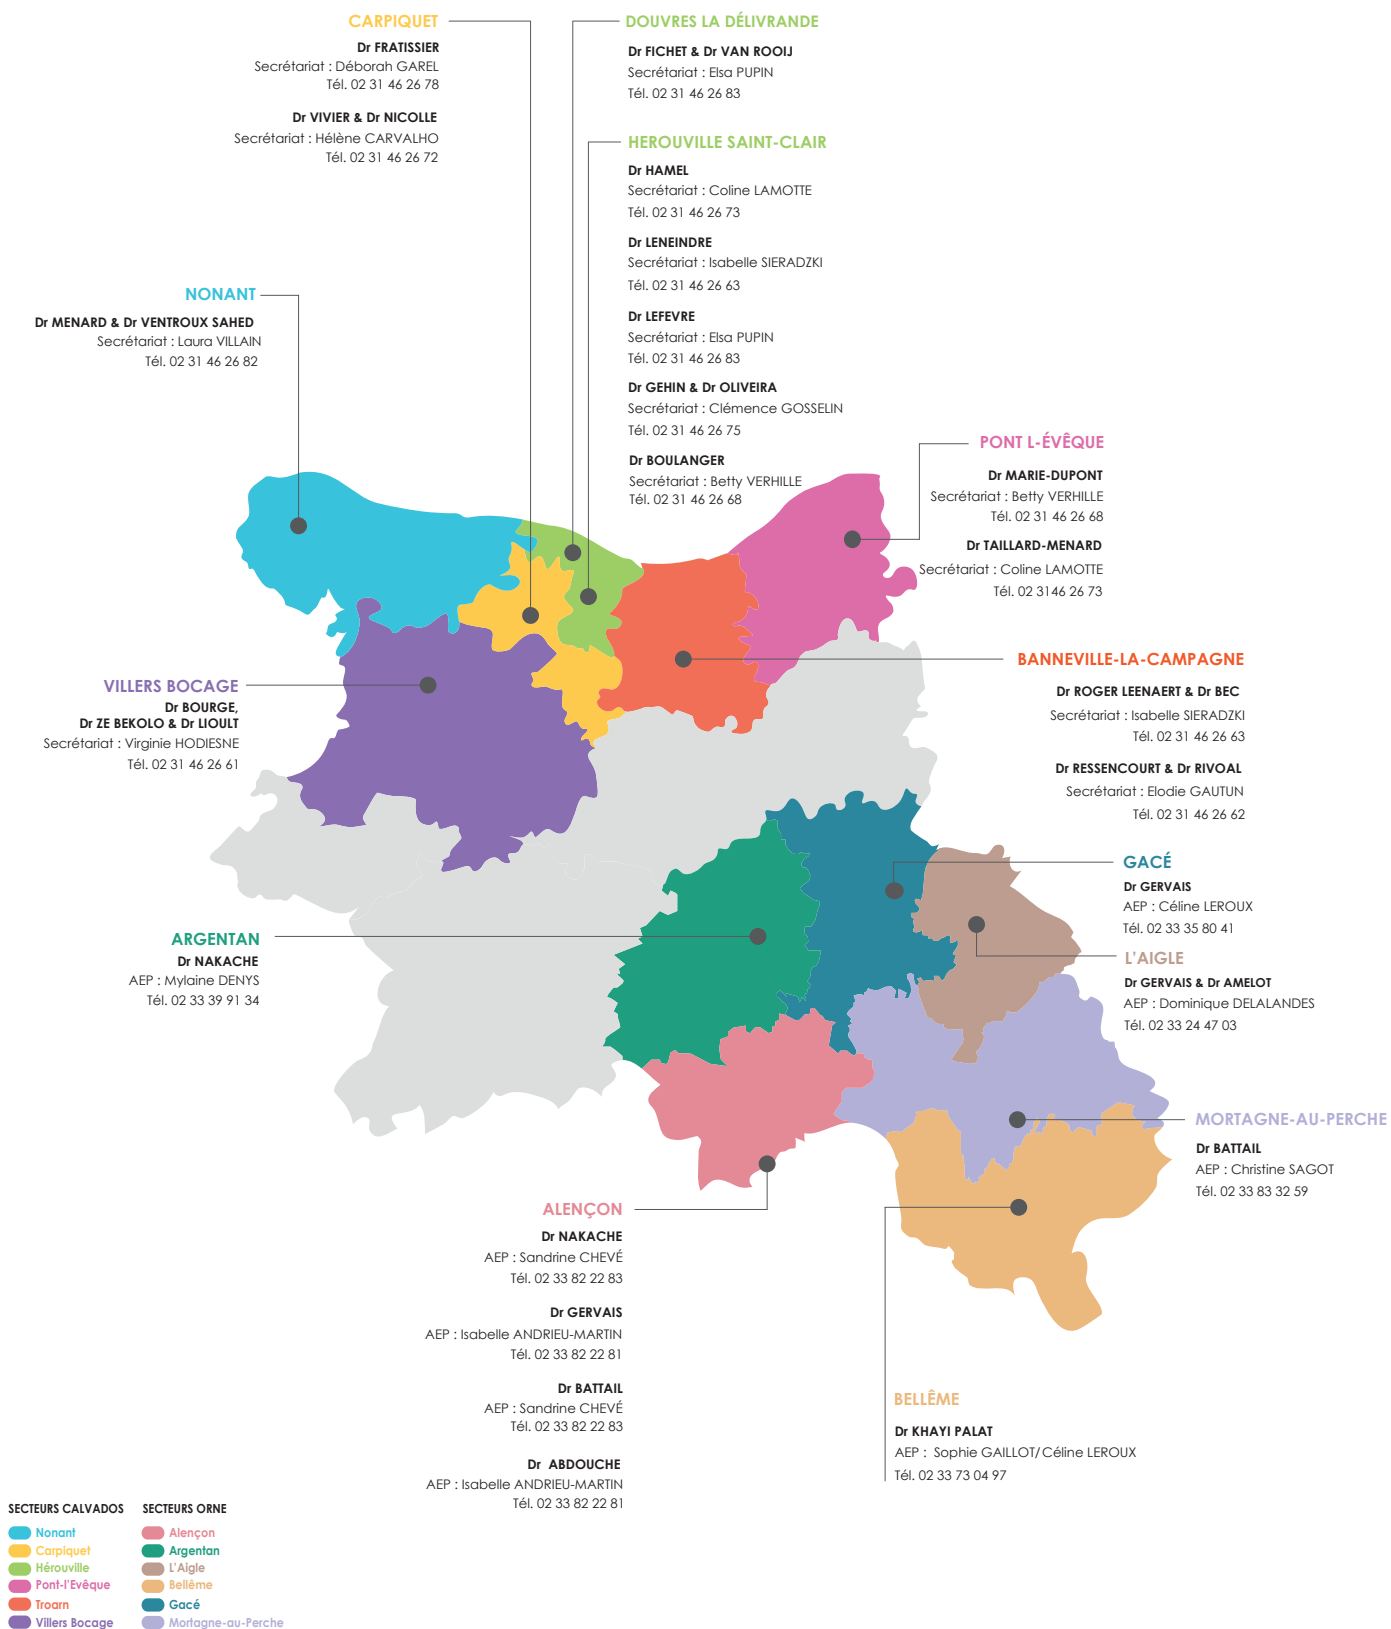 CARPIQUET
Dr FRATISSIER
Secrétariat : Déborah GAREL
Tél. 02 31 46 26 78
Dr VIVIER & Dr NICOLLE
Secrétariat : Hélène CARVALHO
Tél. 02 31 46 26 72
DOUVRES LA DÉLIVRANDE
Dr FICHET & Dr VAN ROOIJ
Secrétariat : Elsa PUPIN
Tél. 02 31 46 26 83
HEROUVILLE SAINT-CLAIR
Dr HAMEL
Secrétariat : Coline LAMOTTE
Tél. 02 31 46 26 73
Dr LENEINDRE
Secrétariat : Isabelle SIERADZKI
Tél. 02 31 46 26 63
Dr LEFEVRE
Secrétariat : Elsa PUPIN
Tél. 02 31 46 26 83
Dr GEHIN & Dr OLIVEIRA
Secrétariat : Clémence GOSSELIN
Tél. 02 31 46 26 75
Dr BOULANGER
Secrétariat : Betty VERHILLE
Tél. 02 31 46 26 68
NONANT
Dr MENARD & Dr VENTROUX SAHED
Secrétariat : Laura VILLAIN
Tél. 02 31 46 26 82
PONT L-ÉVÊQUE
Dr MARIE-DUPONT
Secrétariat : Betty VERHILLE
Tél. 02 31 46 26 68
Dr TAILLARD-MENARD
Secrétariat : Coline LAMOTTE
Tél. 02 3146 26 73
BANNEVILLE-LA-CAMPAGNE
Dr ROGER LEENAERT & Dr BEC
Secrétariat : Isabelle SIERADZKI
Tél. 02 31 46 26 63
Dr RESSENCOURT & Dr RIVOAL
Secrétariat : Elodie GAUTUN
Tél. 02 31 46 26 62
VILLERS BOCAGE
Dr BOURGE,
Dr ZE BEKOLO & Dr LIOULT
Secrétariat : Virginie HODIESNE
Tél. 02 31 46 26 61
GACÉ
Dr GERVAIS
AEP : Céline LEROUX
Tél. 02 33 35 80 41
ARGENTAN
Dr NAKACHE
AEP : Mylaine DENYS
Tél. 02 33 39 91 34
L'AIGLE
Dr GERVAIS & Dr AMELOT
AEP : Dominique DELALANDES
Tél. 02 33 24 47 03
MORTAGNE-AU-PERCHE
Dr BATTAIL
AEP : Christine SAGOT
Tél. 02 33 83 32 59
ALENÇON
Dr NAKACHE
AEP : Sandrine CHEVÉ
Tél. 02 33 82 22 83
Dr GERVAIS
AEP : Isabelle ANDRIEU-MARTIN
Tél. 02 33 82 22 81
Dr BATTAIL
AEP : Sandrine CHEVÉ
Tél. 02 33 82 22 83
Dr ABDOUCHE
AEP : Isabelle ANDRIEU-MARTIN
Tél. 02 33 82 22 81
BELLÊME
Dr KHAYI PALAT
AEP : Sophie GAILLOT/Céline LEROUX
Tél. 02 33 73 04 97
SECTEURS CALVADOS
Nonant
Carpiquet
Hérouville
Pont-l'Evêque
Troarn
Villers Bocage
SECTEURS ORNE
Alençon
Argentan
L'Aigle
Bellême
Gacé
Mortagne-au-Perche